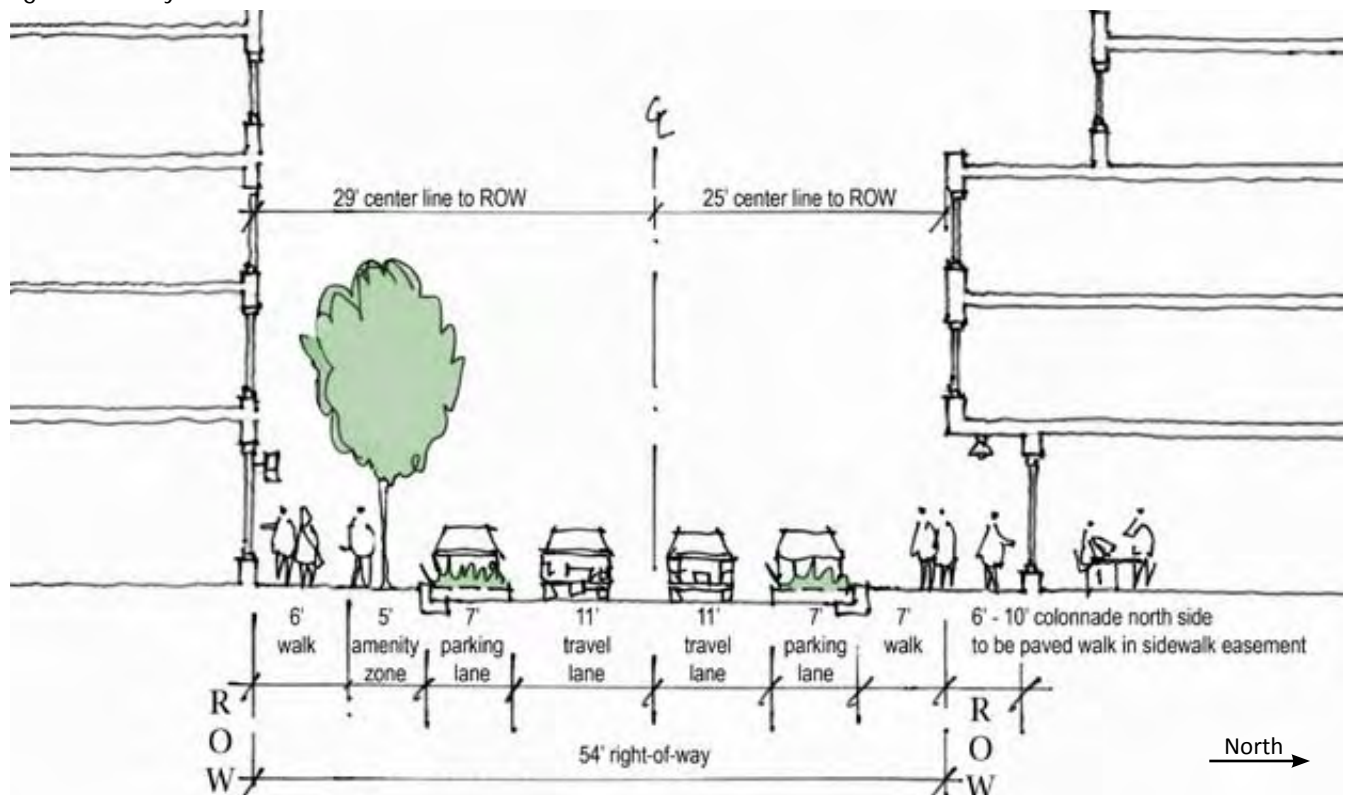 CL
29' center line to ROW
25' center line to ROW
6'
walk
5'
amenity
zone
7'
parking
lane
11'
travel
lane
11'
travel
lane
7'
parking
lane
7'
walk
6' - 10' colonnade north side
to be paved walk in sidewalk easement
R
O
W
54' right-of-way
R
O
W
North